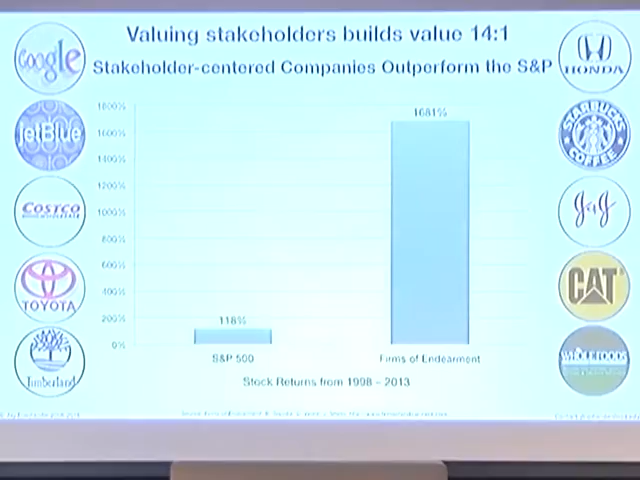 Valuing stakeholders builds value 14:1
Stakeholder-centered Companies Outperform the S&P
Google
JetBlue
COSTCO
TOYOTA
Timberland
HONDA
STARBUCKS COFFEE
J&J
CAT
WHOLE FOODS
1800%
1600%
1400%
1200%
1000%
800%
600%
400%
200%
0%
118%
1681%
S&P 500
Firms of Endearment
Stock Returns from 1998 – 2013